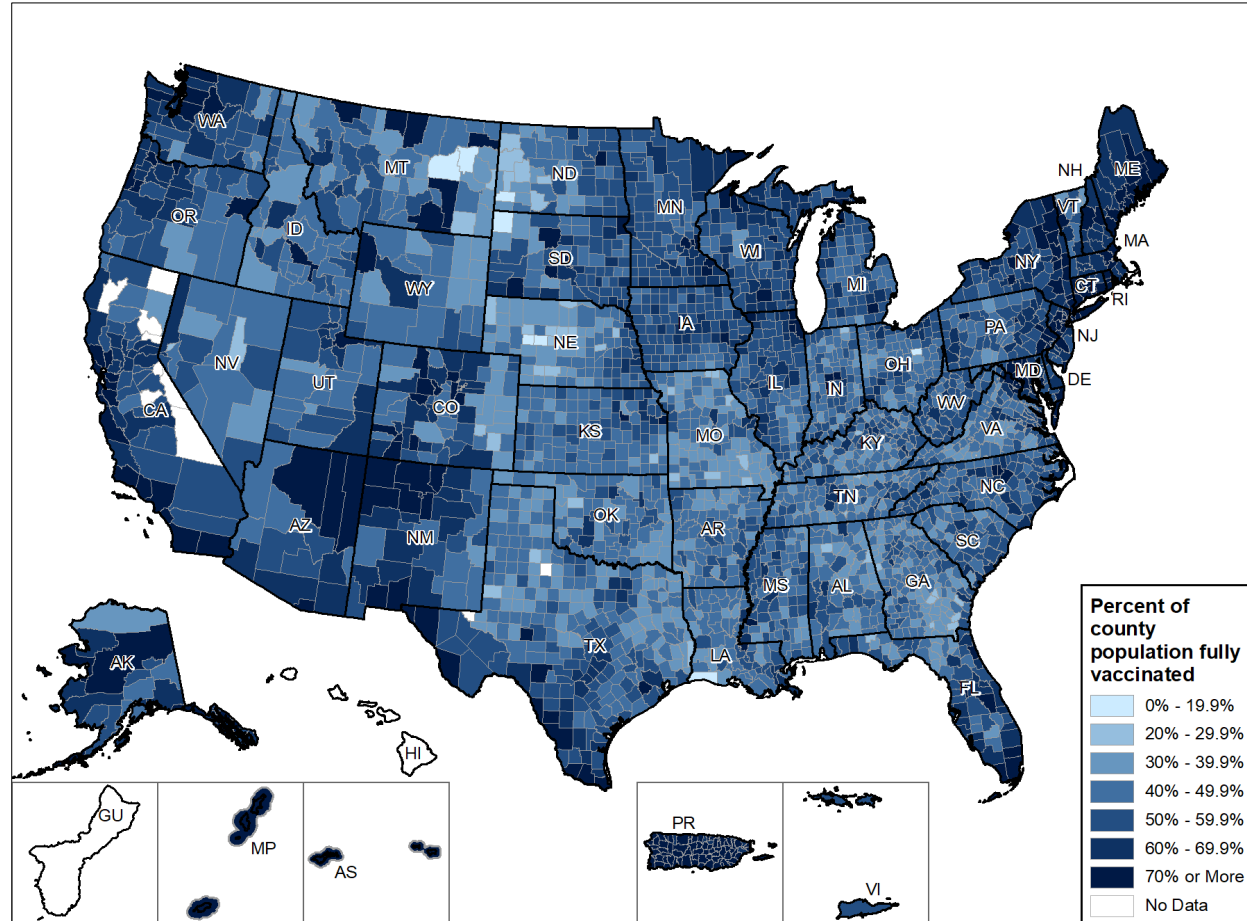 WA
MT
ND
MN
OR
ID
WY
SD
WI
MI
NY
NH
VT
ME
MA
CT
RI
NJ
PA
NV
UT
CO
NE
IA
IL
IN
OH
MD
DE
WV
VA
CA
KS
MO
KY
AZ
NM
OK
AR
TN
NC
SC
MS
AL
GA
TX
LA
FL
AK
HI
GU
MP
AS
PR
VI
Percent of
county
population fully
vaccinated
0% - 19.9%
20% - 29.9%
30% - 39.9%
40% - 49.9%
50% - 59.9%
60% - 69.9%
70% or More
No Data